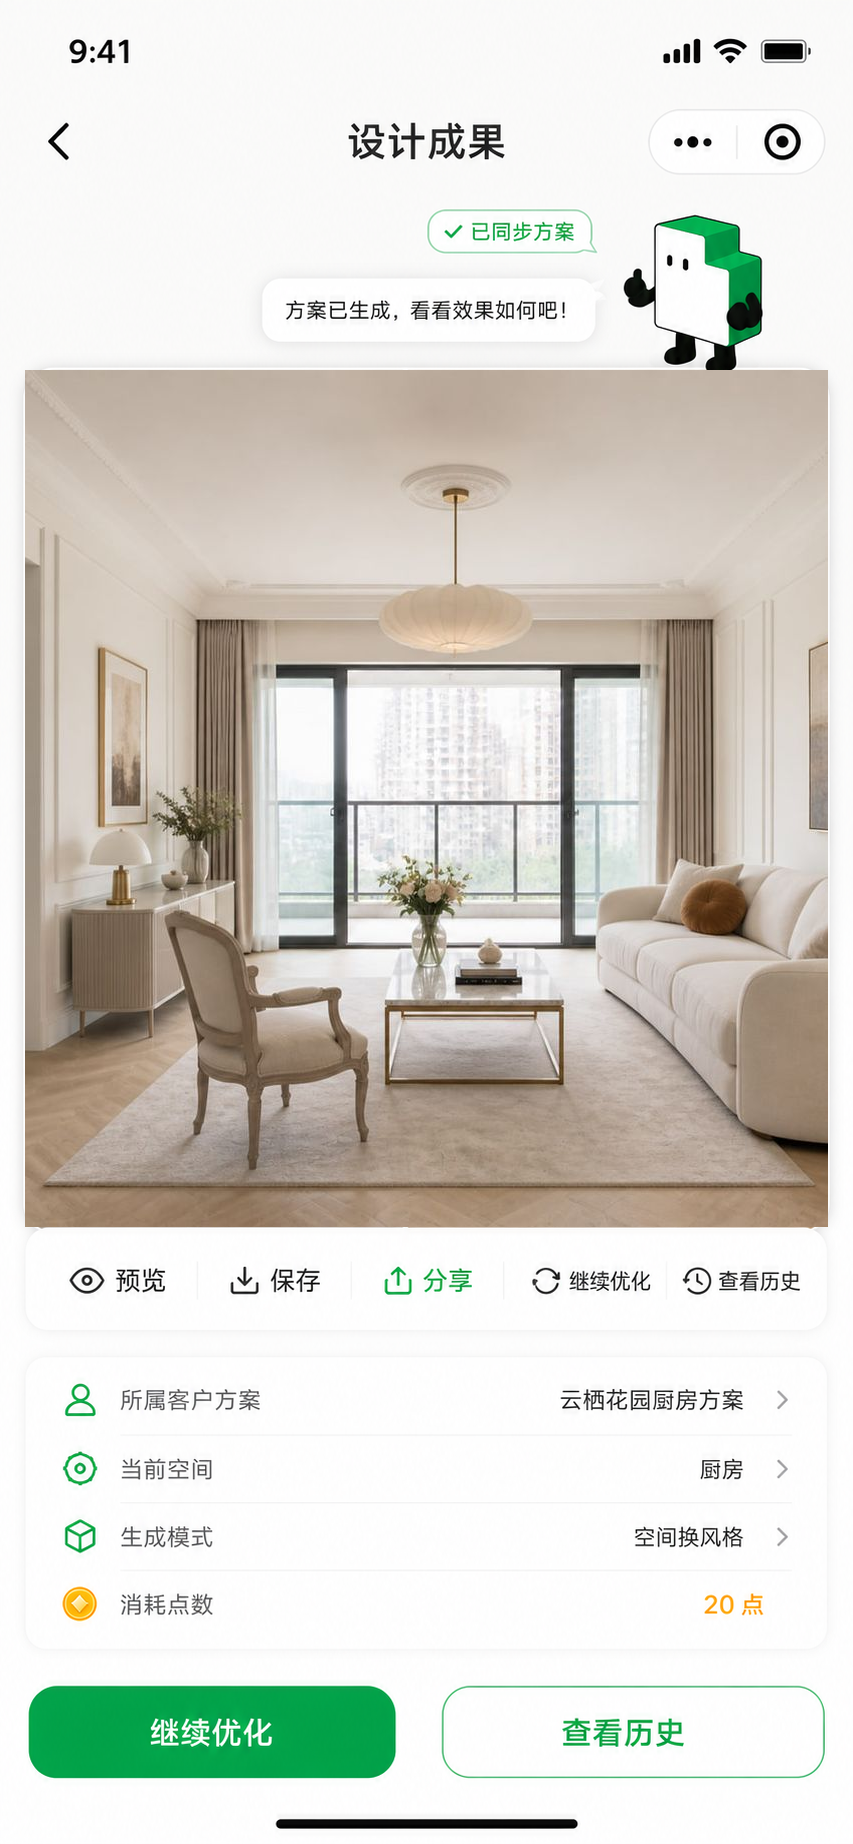 9:41
设计成果
已同步方案
方案已生成，看看效果如何吧！
预览 保存 分享 继续优化 查看历史
所属客户方案 云栖花园厨房方案
当前空间 厨房
生成模式 空间换风格
消耗点数 20 点
继续优化 查看历史